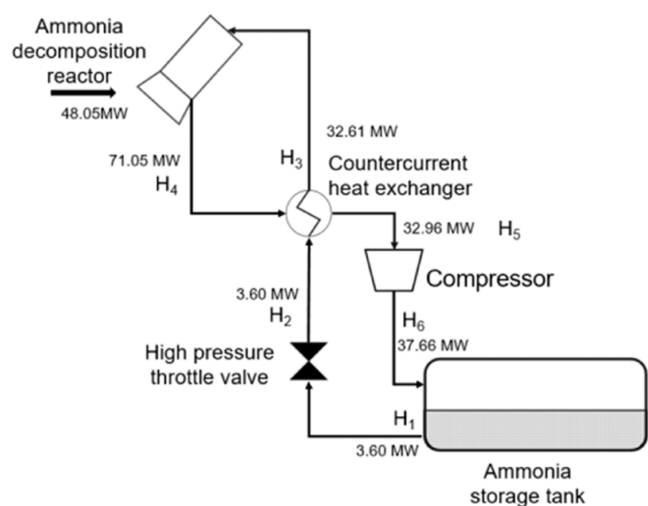 Ammonia
decomposition
reactor
48.05MW
71.05 MW
H4
32.61 MW
H3
Countercurrent
heat exchanger
32.96 MW
H5
Compressor
3.60 MW
H2
H6
37.66 MW
High pressure
throttle valve
H1
3.60 MW
Ammonia
storage tank